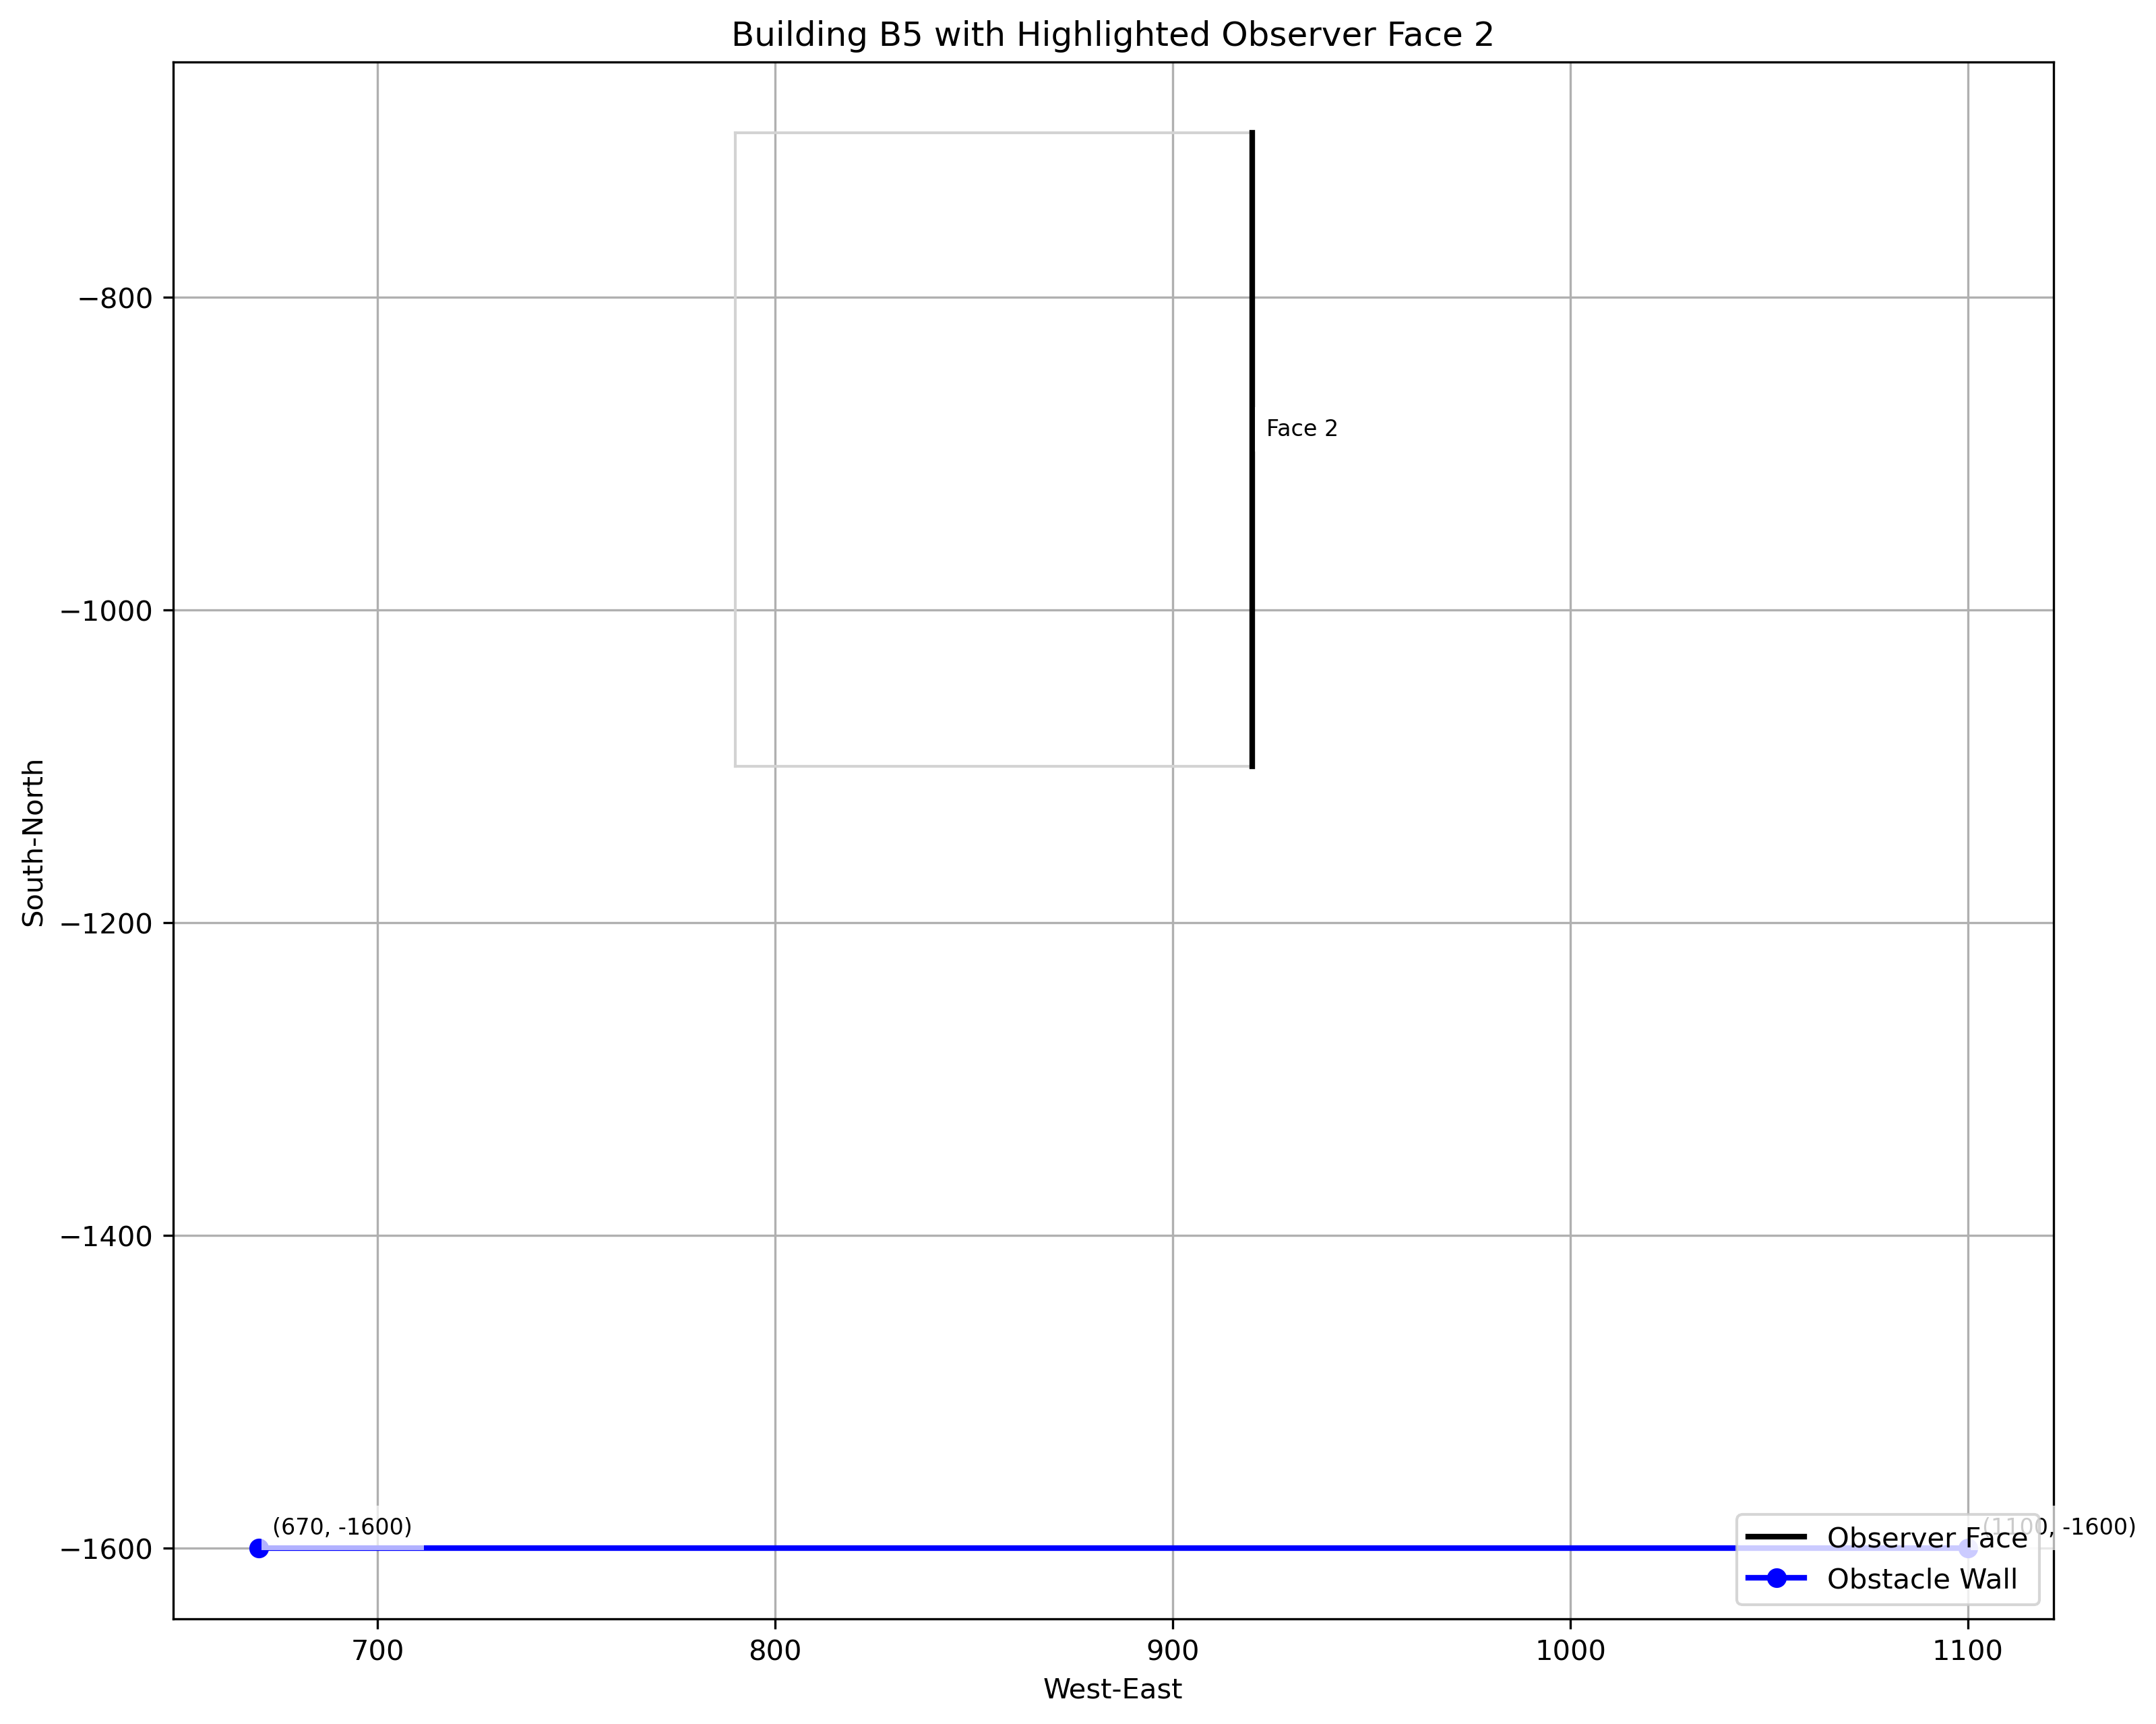 Building B5 with Highlighted Observer Face 2
−800
−1000
−1200
−1400
−1600
South-North
Face 2
(670, -1600)
(1100, -1600)
Observer Face
Obstacle Wall
700
800
900
1000
1100
West-East